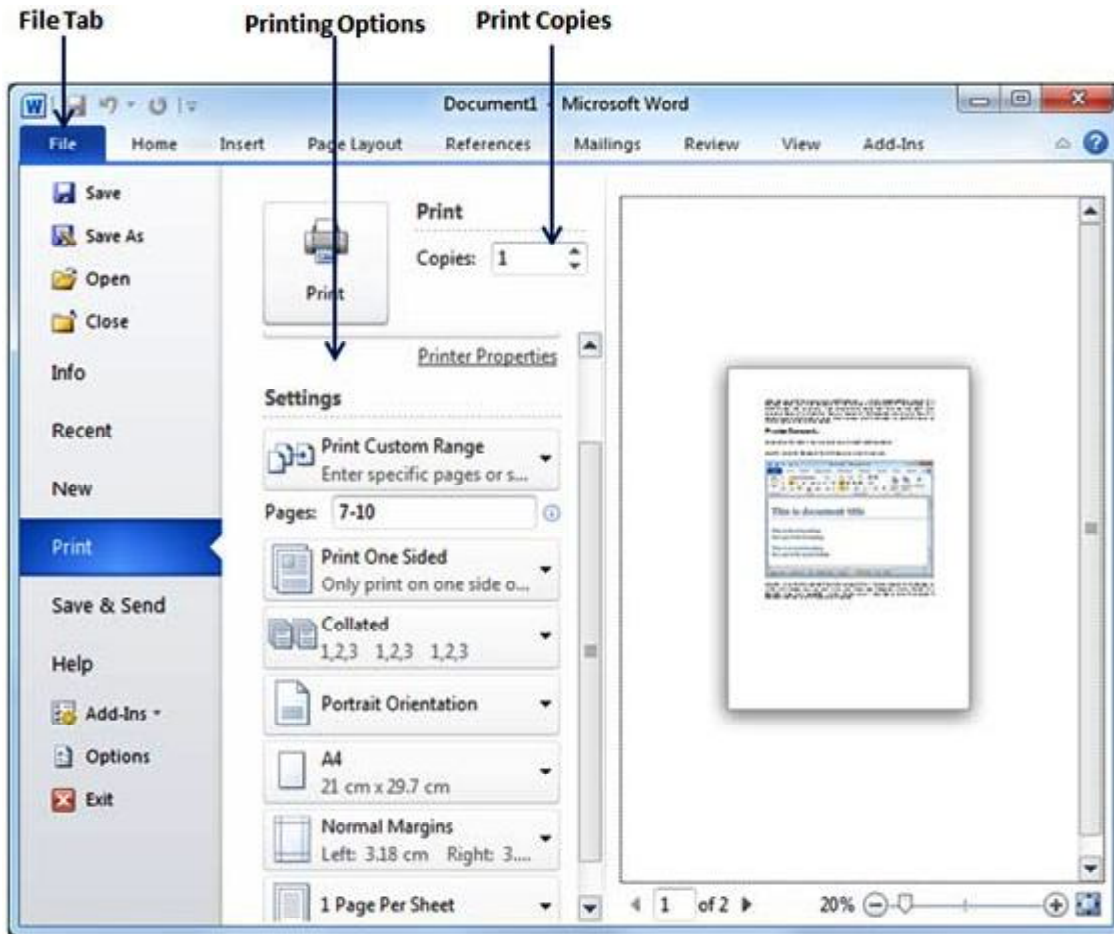 File Tab
Printing Options
Print Copies
Document1 - Microsoft Word
File Home Insert Page Layout References Mailings Review View Add-Ins
Save
Save As
Open
Close
Info
Recent
New
Print
Save & Send
Help
Add-Ins
Options
Exit
Print
Print
Copies: 1
Printer Properties
Settings
Print Custom Range
Enter specific pages or s...
Pages: 7-10
Print One Sided
Only print on one side o...
Collated
1,2,3 1,2,3 1,2,3
Portrait Orientation
A4
21 cm x 29.7 cm
Normal Margins
Left: 3.18 cm Right: 3....
1 Page Per Sheet
This is document title
1 of 2
20%